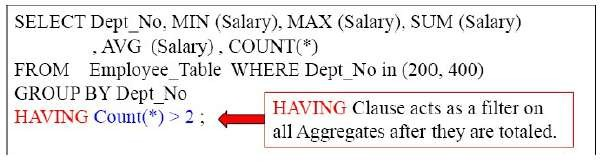 SELECT Dept_No, MIN (Salary), MAX (Salary), SUM (Salary)
, AVG (Salary) , COUNT(*)
FROM Employee_Table WHERE Dept_No in (200, 400)
GROUP BY Dept_No
HAVING Count(*) > 2 ;
HAVING Clause acts as a filter on
all Aggregates after they are totaled.